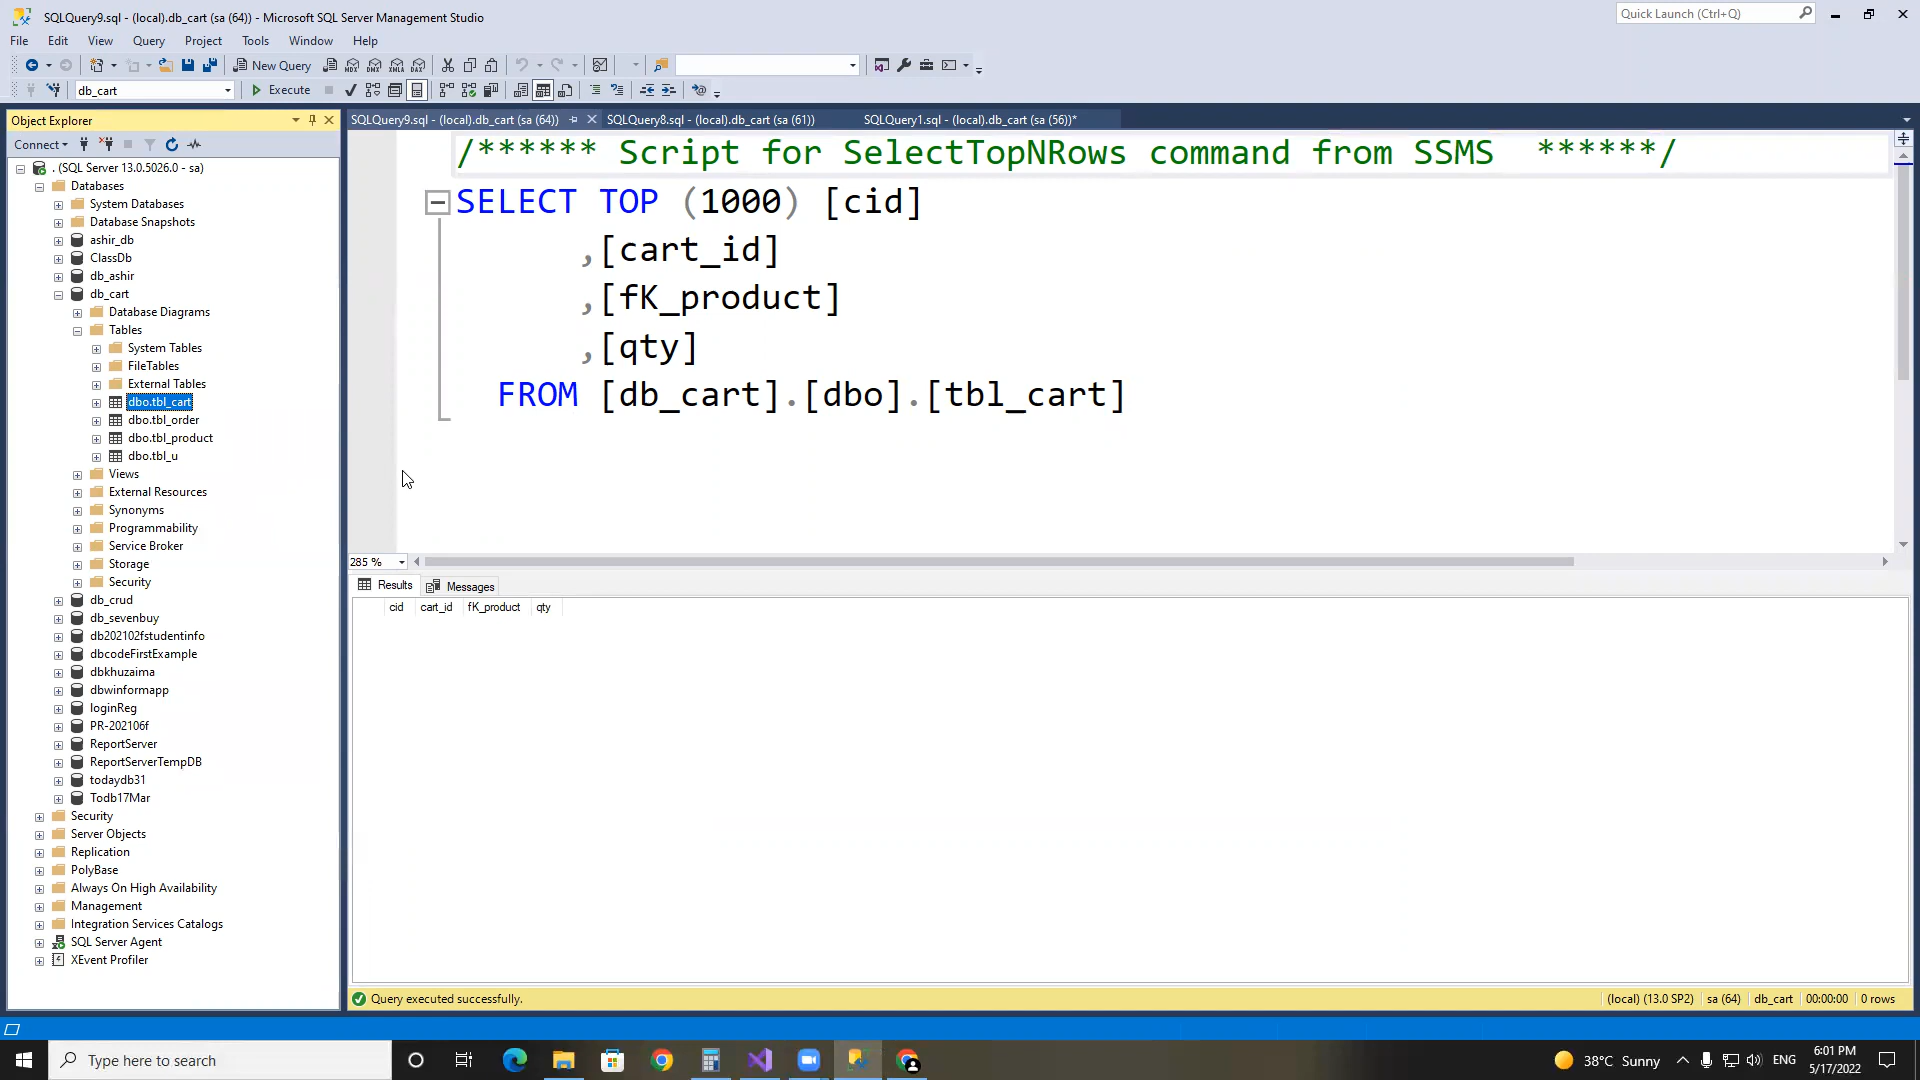 SQLQuery9.sql - (local).db_cart (sa (64)) - Microsoft SQL Server Management Studio
Quick Launch (Ctrl+Q)
File Edit View Query Project Tools Window Help
New Query
db_cart
Execute
Object Explorer
Connect
. (SQL Server 13.0.5026.0 - sa)
Databases
System Databases
Database Snapshots
ashir_db
ClassDb
db_ashir
db_cart
Database Diagrams
Tables
System Tables
FileTables
External Tables
dbo.tbl_cart
dbo.tbl_order
dbo.tbl_product
dbo.tbl_u
Views
External Resources
Synonyms
Programmability
Service Broker
Storage
Security
db_crud
db_sevenbuy
db202102fstudentinfo
dbcodeFirstExample
dbkhuzaima
dbwinformapp
loginReg
PR-202106f
ReportServer
ReportServerTempDB
todaydb31
Todb17Mar
Security
Server Objects
Replication
PolyBase
Always On High Availability
Management
Integration Services Catalogs
SQL Server Agent
XEvent Profiler
SQLQuery9.sql - (local).db_cart (sa (64))
SQLQuery8.sql - (local).db_cart (sa (61))
SQLQuery1.sql - (local).db_cart (sa (56))*
/****** Script for SelectTopNRows command from SSMS ******/
SELECT TOP (1000) [cid]
,[cart_id]
,[fK_product]
,[qty]
FROM [db_cart].[dbo].[tbl_cart]
285 %
Results Messages
cid cart_id fK_product qty
Query executed successfully.
(local) (13.0 SP2) sa (64) db_cart 00:00:00 0 rows
Type here to search
38°C Sunny
ENG
6:01 PM
5/17/2022